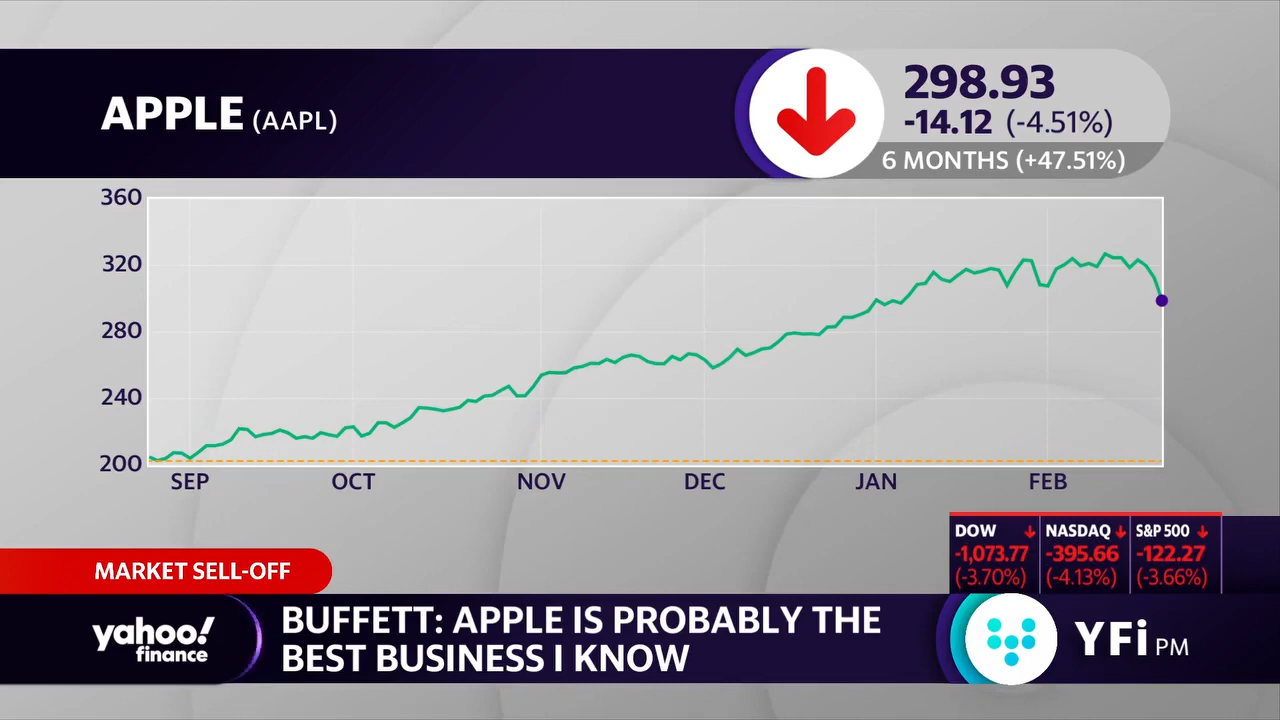 APPLE (AAPL)
298.93
-14.12 (-4.51%)
6 MONTHS (+47.51%)
360
320
280
240
200
SEP OCT NOV DEC JAN FEB
DOW NASDAQ S&P 500
-1,073.77 -395.66 -122.27
(-3.70%) (-4.13%) (-3.66%)
MARKET SELL-OFF
yahoo!
finance
BUFFETT: APPLE IS PROBABLY THE
BEST BUSINESS I KNOW
YFi PM